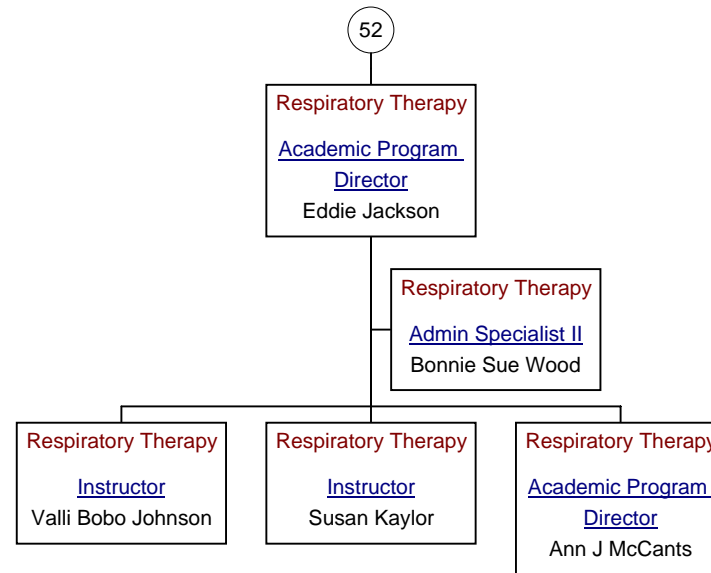 52
Respiratory Therapy
Academic Program
Director
Eddie Jackson
Respiratory Therapy
Admin Specialist II
Bonnie Sue Wood
Respiratory Therapy
Instructor
Valli Bobo Johnson
Respiratory Therapy
Instructor
Susan Kaylor
Respiratory Therapy
Academic Program
Director
Ann J McCants